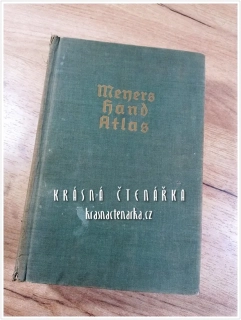 Meyers
Hand
Atlas
KRÁSNÁ ČTENÁŘKA
krasnactenarka.cz